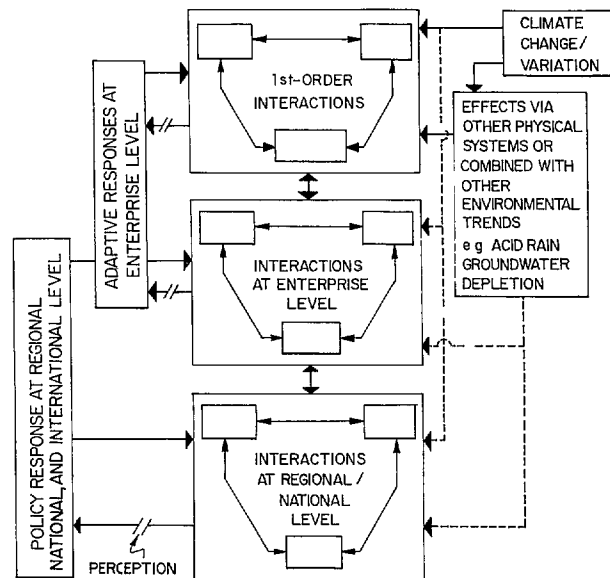 CLIMATE
CHANGE/
VARIATION
1st-ORDER
INTERACTIONS
EFFECTS VIA
OTHER PHYSICAL
SYSTEMS OR
COMBINED WITH
OTHER
ENVIRONMENTAL
TRENDS
e g ACID RAIN
GROUNDWATER
DEPLETION
ADAPTIVE RESPONSES AT
ENTERPRISE LEVEL
INTERACTIONS
AT ENTERPRISE
LEVEL
POLICY RESPONSE AT REGIONAL
NATIONAL, AND INTERNATIONAL LEVEL
INTERACTIONS
AT REGIONAL /
NATIONAL
LEVEL
PERCEPTION